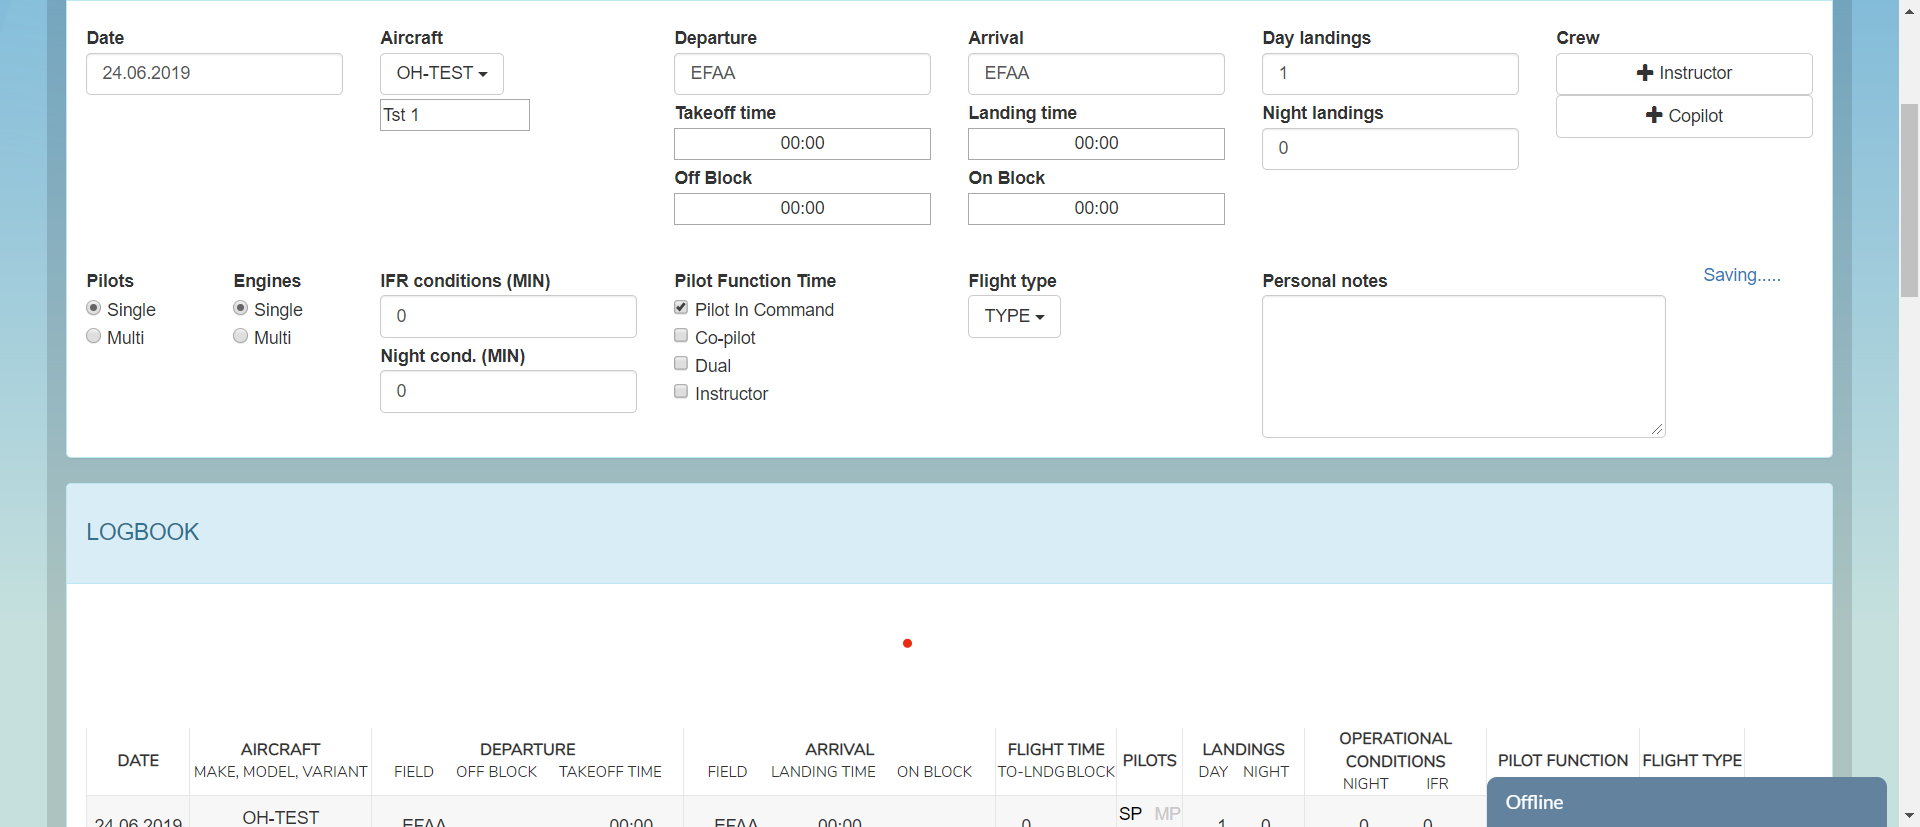 Date
24.06.2019
Aircraft
OH-TEST
Tst 1
Departure
EFAA
Takeoff time
00:00
Off Block
00:00
Arrival
EFAA
Landing time
00:00
On Block
00:00
Day landings
1
Night landings
0
Crew
Instructor
Copilot
Pilots
Single
Multi
Engines
Single
Multi
IFR conditions (MIN)
0
Night cond. (MIN)
0
Pilot Function Time
Pilot In Command
Co-pilot
Dual
Instructor
Flight type
TYPE
Personal notes
Saving.....
LOGBOOK
DATE
AIRCRAFT
MAKE, MODEL, VARIANT
DEPARTURE
FIELD OFF BLOCK TAKEOFF TIME
ARRIVAL
FIELD LANDING TIME ON BLOCK
FLIGHT TIME
TO-LNDG BLOCK
PILOTS
LANDINGS
DAY NIGHT
OPERATIONAL
CONDITIONS
NIGHT IFR
PILOT FUNCTION
FLIGHT TYPE
24.06.2019
OH-TEST
EFAA 00:00
EFAA 00:00
0
SP MP
1 0
0 0
Offline